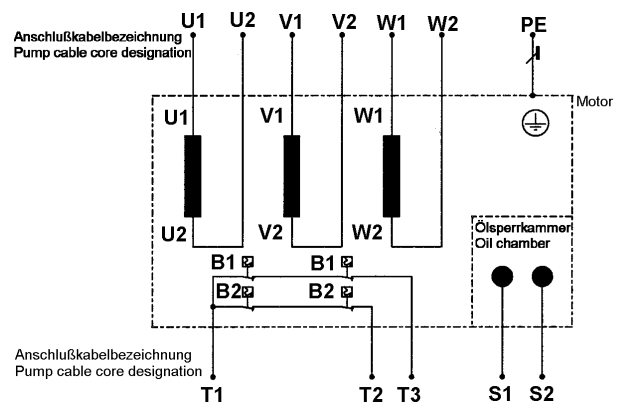 U1 U2 V1 V2 W1 W2 PE
Anschlußkabelbezeichnung
Pump cable core designation
Motor
U1 V1 W1
U2 V2 W2
Ölsperrkammer
Oil chamber
B1 B1
B2 B2
Anschlußkabelbezeichnung
Pump cable core designation
T1 T2 T3 S1 S2